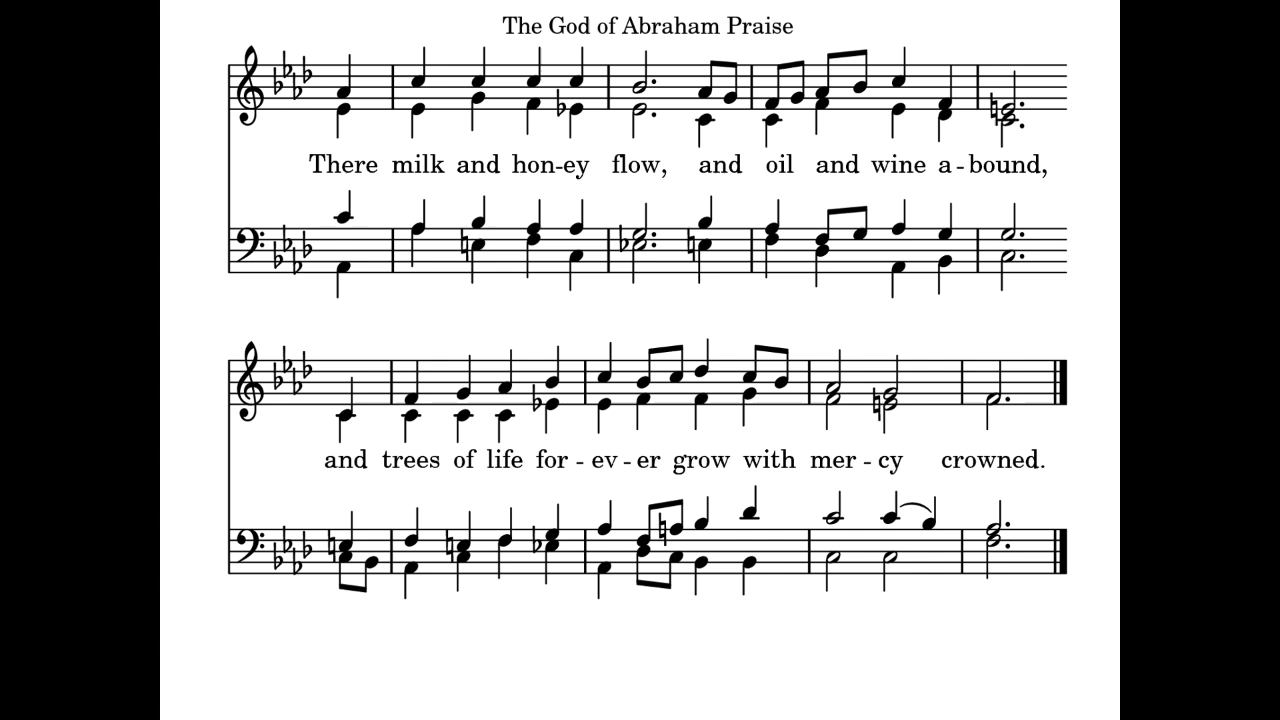 The God of Abraham Praise
There milk and hon-ey flow, and oil and wine a-bound,
and trees of life for-ev-er grow with mer-cy crowned.